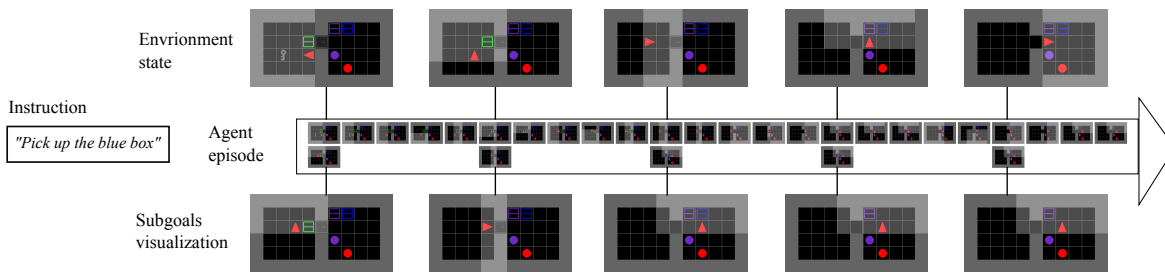 Envrionment
state
Instruction
"Pick up the blue box"
Agent
episode
Subgoals
visualization